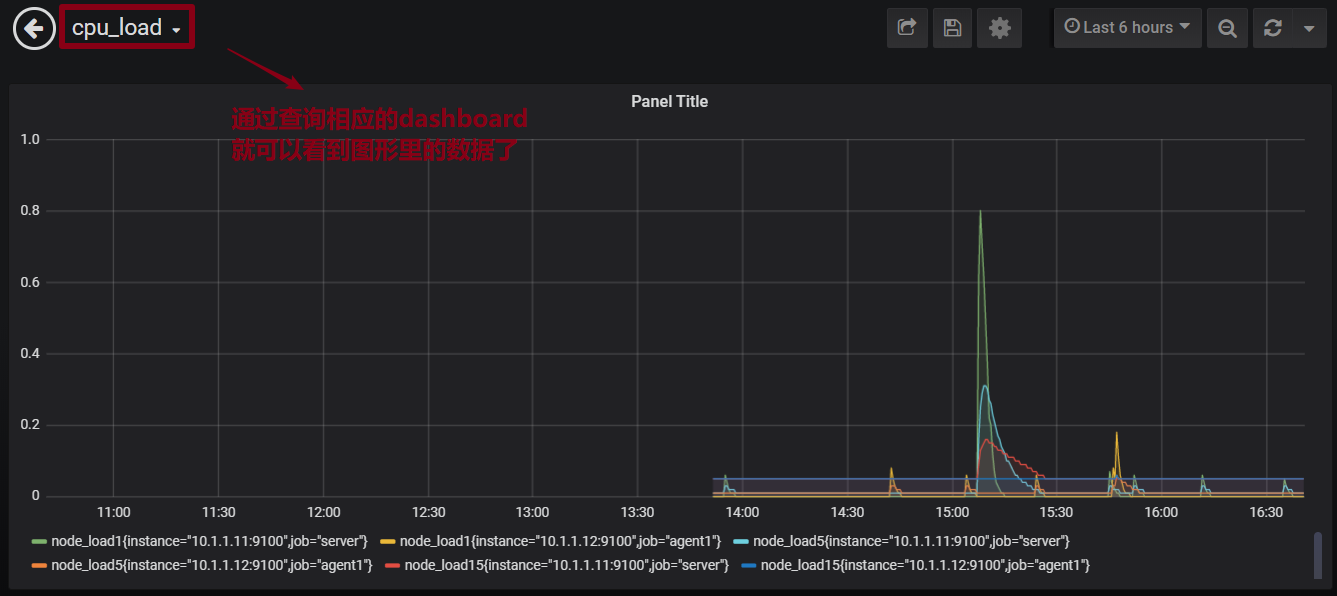 cpu_load
Last 6 hours
通过查询相应的dashboard
就可以看到图形里的数据了
Panel Title
1.0
0.8
0.6
0.4
0.2
0
11:00 11:30 12:00 12:30 13:00 13:30 14:00 14:30 15:00 15:30 16:00 16:30
node_load1{instance="10.1.1.11:9100",job="server"} node_load1{instance="10.1.1.12:9100",job="agent1"} node_load5{instance="10.1.1.11:9100",job="server"}
node_load5{instance="10.1.1.12:9100",job="agent1"} node_load15{instance="10.1.1.11:9100",job="server"} node_load15{instance="10.1.1.12:9100",job="agent1"}